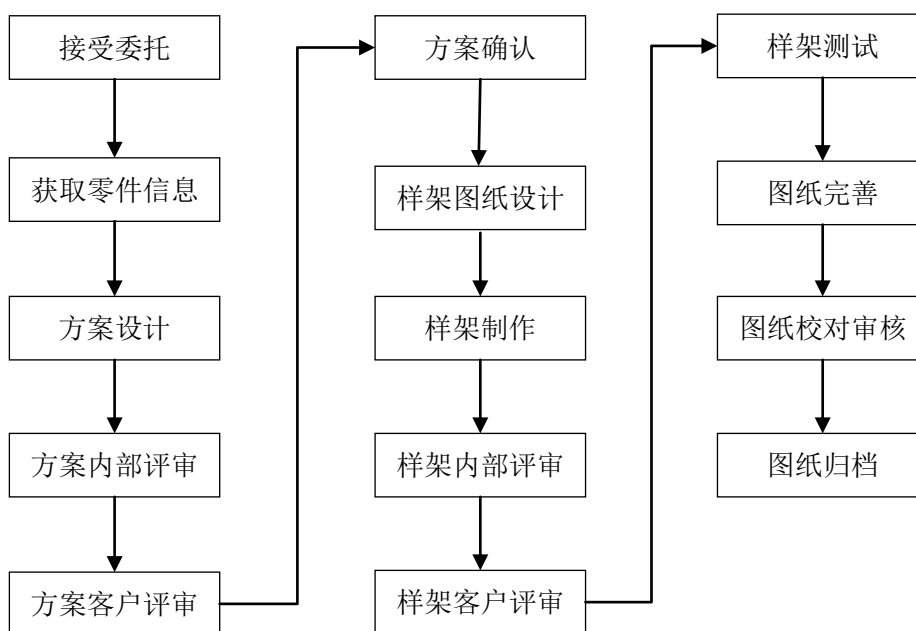 接受委托
获取零件信息
方案设计
方案内部评审
方案客户评审
方案确认
样架图纸设计
样架制作
样架内部评审
样架客户评审
样架测试
图纸完善
图纸校对审核
图纸归档